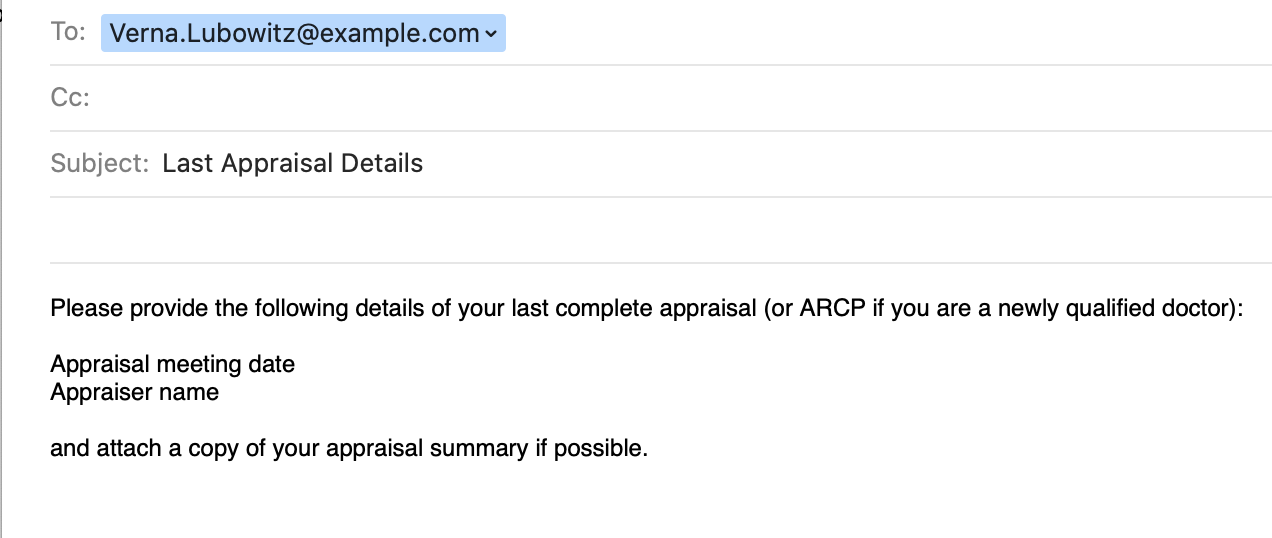 To: Verna.Lubowitz@example.com
Cc:
Subject: Last Appraisal Details
Please provide the following details of your last complete appraisal (or ARCP if you are a newly qualified doctor):
Appraisal meeting date
Appraiser name
and attach a copy of your appraisal summary if possible.